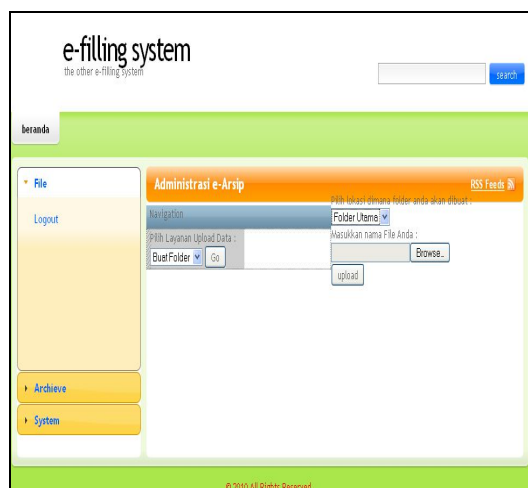 e-filling system
the other e-filling system
search
beranda
File
Logout
Archieve
System
Administrasi e-Arsip
RSS Feeds
Navigation
Pilih Layanan Upload Data :
Buat Folder
Go
Pilih lokasi dimana folder anda akan dibuat :
Folder Utama
Masukkan nama File Anda :
Browse..
upload
© 2010 All Rights Reserved